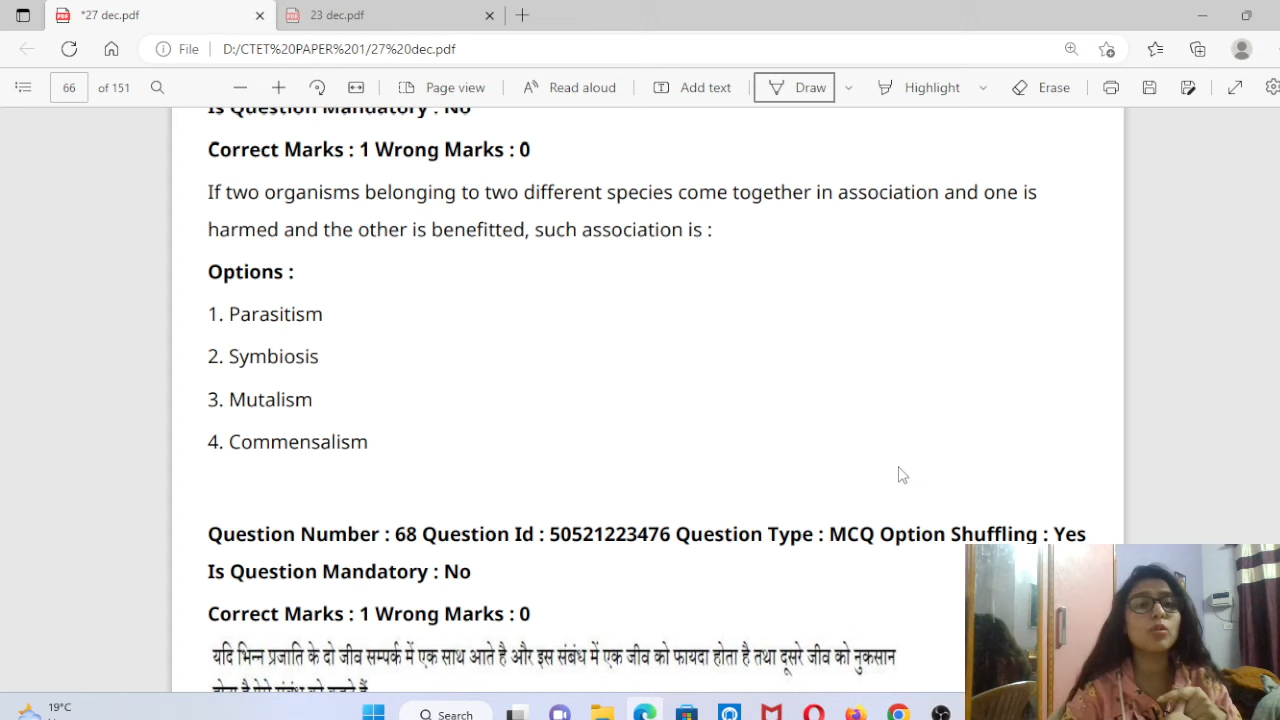 *27 dec.pdf
23 dec.pdf
File D:/CTET%20PAPER%201/27%20dec.pdf
66 of 151 Page view Read aloud Add text Draw Highlight Erase
Is Question Mandatory : No
Correct Marks : 1 Wrong Marks : 0
If two organisms belonging to two different species come together in association and one is
harmed and the other is benefitted, such association is :
Options :
1. Parasitism
2. Symbiosis
3. Mutalism
4. Commensalism
Question Number : 68 Question Id : 50521223476 Question Type : MCQ Option Shuffling : Yes
Is Question Mandatory : No
Correct Marks : 1 Wrong Marks : 0
यदि भिन्न प्रजाति के दो जीव सम्पर्क में एक साथ आते है और इस संबंध में एक जीव को फायदा होता है तथा दूसरे जीव को नुकसान
19°C
Search